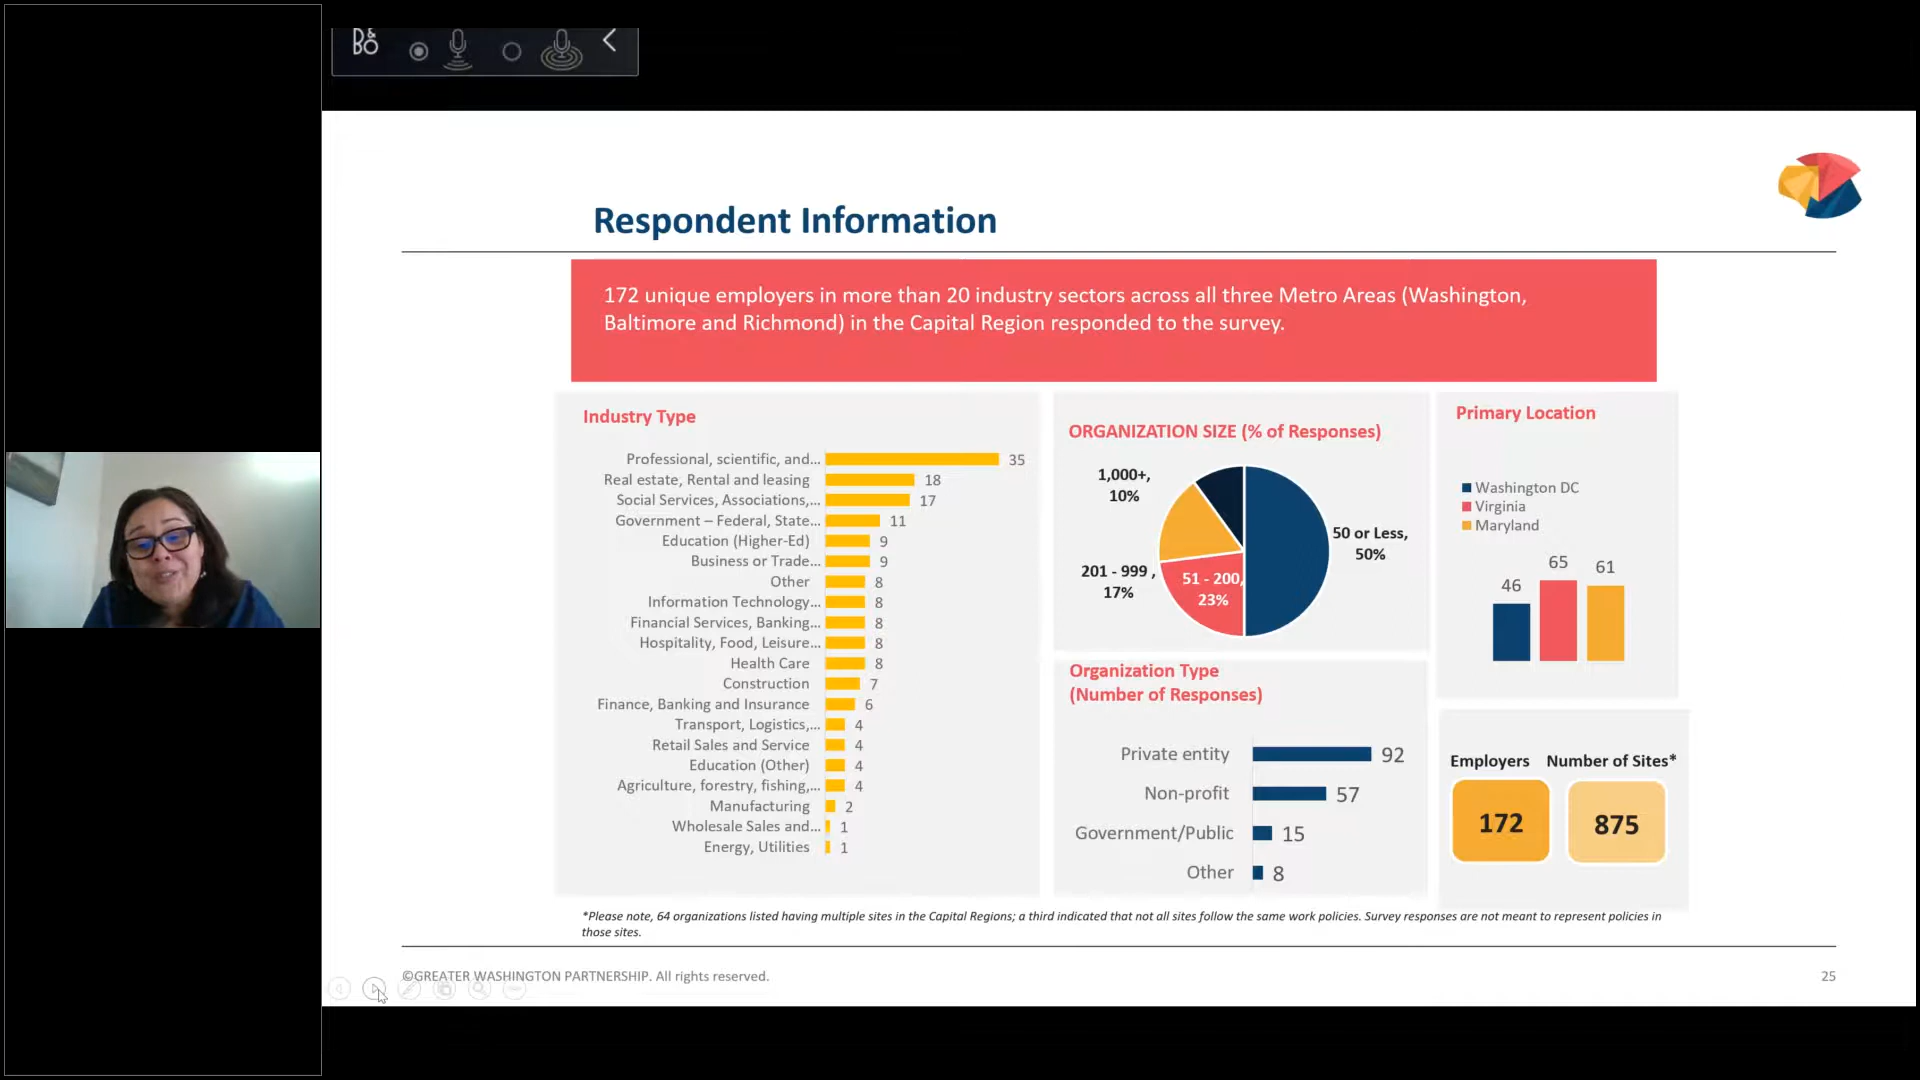 B&
BO
Respondent Information
172 unique employers in more than 20 industry sectors across all three Metro Areas (Washington,
Baltimore and Richmond) in the Capital Region responded to the survey.
Industry Type
Professional, scientific, and... 35
Real estate, Rental and leasing 18
Social Services, Associations,... 17
Government – Federal, State... 11
Education (Higher-Ed) 9
Business or Trade... 9
Other 8
Information Technology... 8
Financial Services, Banking... 8
Hospitality, Food, Leisure... 8
Health Care 8
Construction 7
Finance, Banking and Insurance 6
Transport, Logistics,... 4
Retail Sales and Service 4
Education (Other) 4
Agriculture, forestry, fishing,... 4
Manufacturing 2
Wholesale Sales and... 1
Energy, Utilities 1
ORGANIZATION SIZE (% of Responses)
1,000+,
10%
50 or Less,
50%
201 - 999 ,
17%
51 - 200,
23%
Organization Type
(Number of Responses)
Private entity 92
Non-profit 57
Government/Public 15
Other 8
Primary Location
Washington DC
Virginia
Maryland
46 65 61
Employers Number of Sites*
172 875
*Please note, 64 organizations listed having multiple sites in the Capital Regions; a third indicated that not all sites follow the same work policies. Survey responses are not meant to represent policies in
those sites.
©GREATER WASHINGTON PARTNERSHIP. All rights reserved. 25